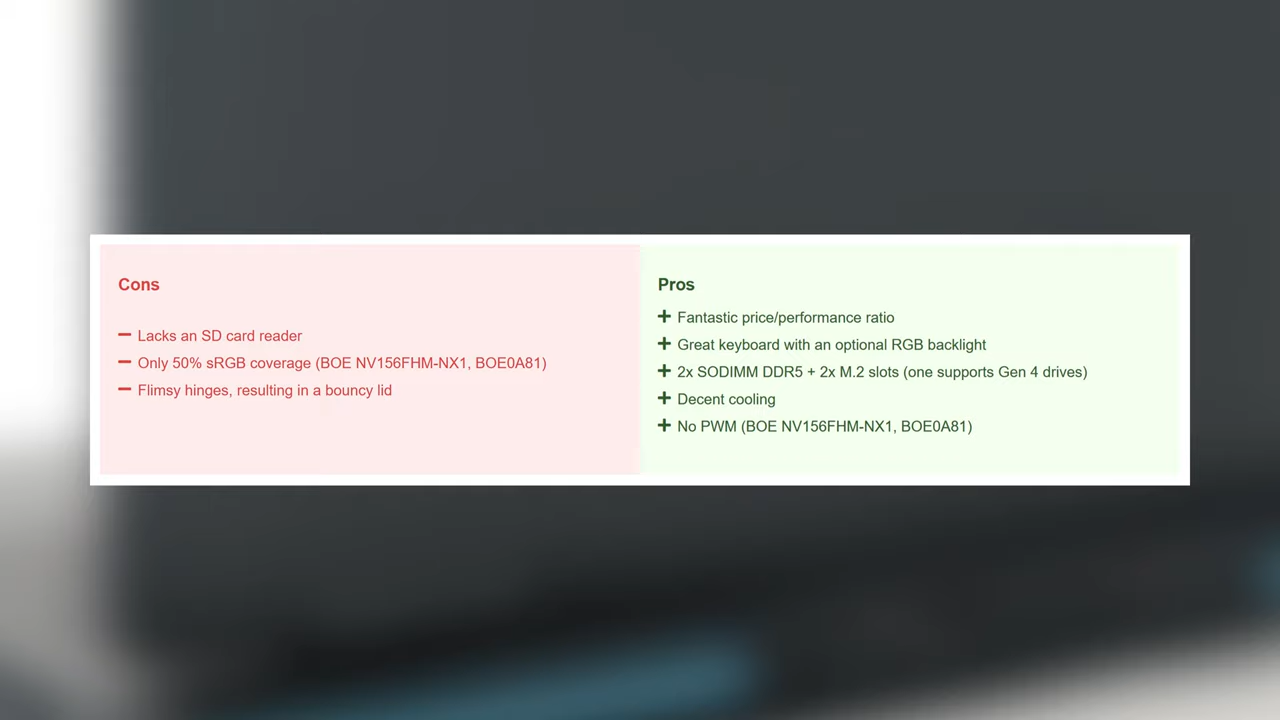 Cons
Lacks an SD card reader
Only 50% sRGB coverage (BOE NV156FHM-NX1, BOE0A81)
Flimsy hinges, resulting in a bouncy lid
Pros
Fantastic price/performance ratio
Great keyboard with an optional RGB backlight
2x SODIMM DDR5 + 2x M.2 slots (one supports Gen 4 drives)
Decent cooling
No PWM (BOE NV156FHM-NX1, BOE0A81)